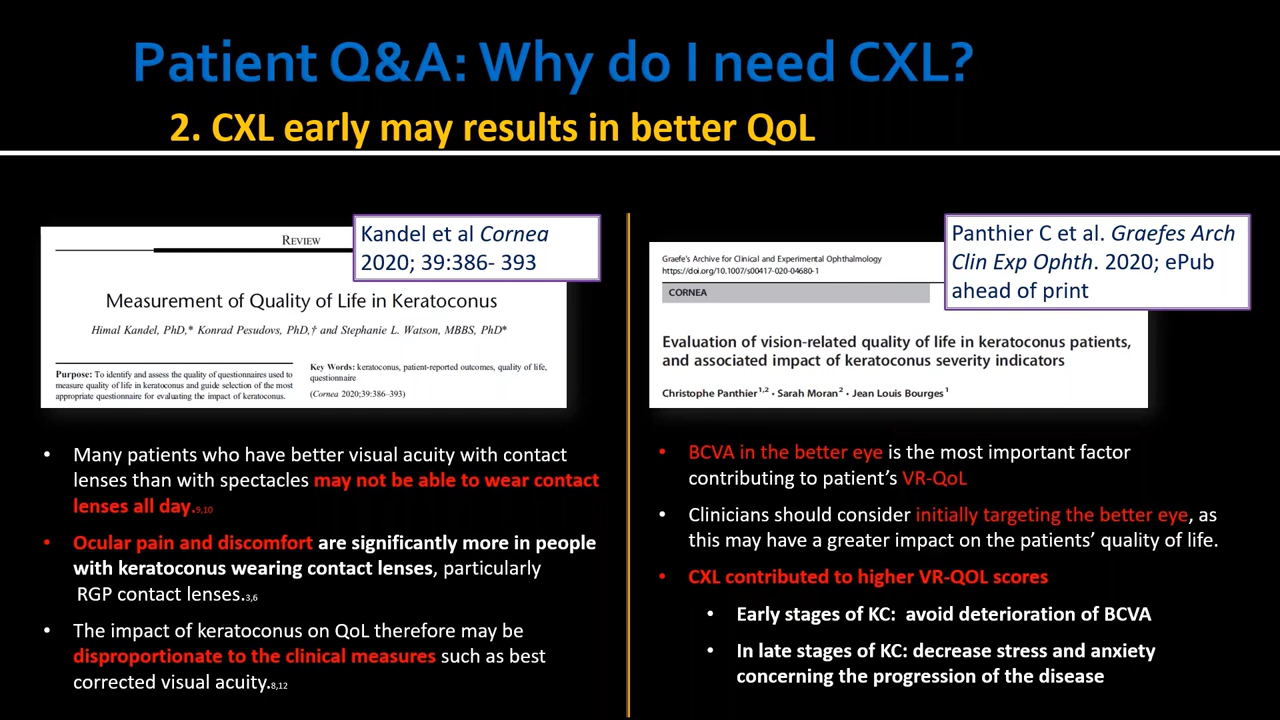 Patient Q&A: Why do I need CXL?
2. CXL early may results in better QoL
REVIEW
Kandel et al Cornea
2020; 39:386- 393
Measurement of Quality of Life in Keratoconus
Himal Kandel, PhD,* Konrad Pesudovs, PhD,† and Stephanie L. Watson, MBBS, PhD*
Purpose: To identify and assess the quality of questionnaires used to
measure quality of life in keratoconus and guide selection of the most
appropriate questionnaire for evaluating the impact of keratoconus.
Key Words: keratoconus, patient-reported outcomes, quality of life,
questionnaire
(Cornea 2020;39:386–393)
• Many patients who have better visual acuity with contact
lenses than with spectacles may not be able to wear contact
lenses all day.9,10
• Ocular pain and discomfort are significantly more in people
with keratoconus wearing contact lenses, particularly
RGP contact lenses.3,6
• The impact of keratoconus on QoL therefore may be
disproportionate to the clinical measures such as best
corrected visual acuity.8,12
Graefe's Archive for Clinical and Experimental Ophthalmology
https://doi.org/10.1007/s00417-020-04680-1
CORNEA
Panthier C et al. Graefes Arch
Clin Exp Ophth. 2020; ePub
ahead of print
Evaluation of vision-related quality of life in keratoconus patients,
and associated impact of keratoconus severity indicators
Christophe Panthier1,2 • Sarah Moran2 • Jean Louis Bourges1
• BCVA in the better eye is the most important factor
contributing to patient's VR-QoL
• Clinicians should consider initially targeting the better eye, as
this may have a greater impact on the patients' quality of life.
• CXL contributed to higher VR-QOL scores
• Early stages of KC: avoid deterioration of BCVA
• In late stages of KC: decrease stress and anxiety
concerning the progression of the disease